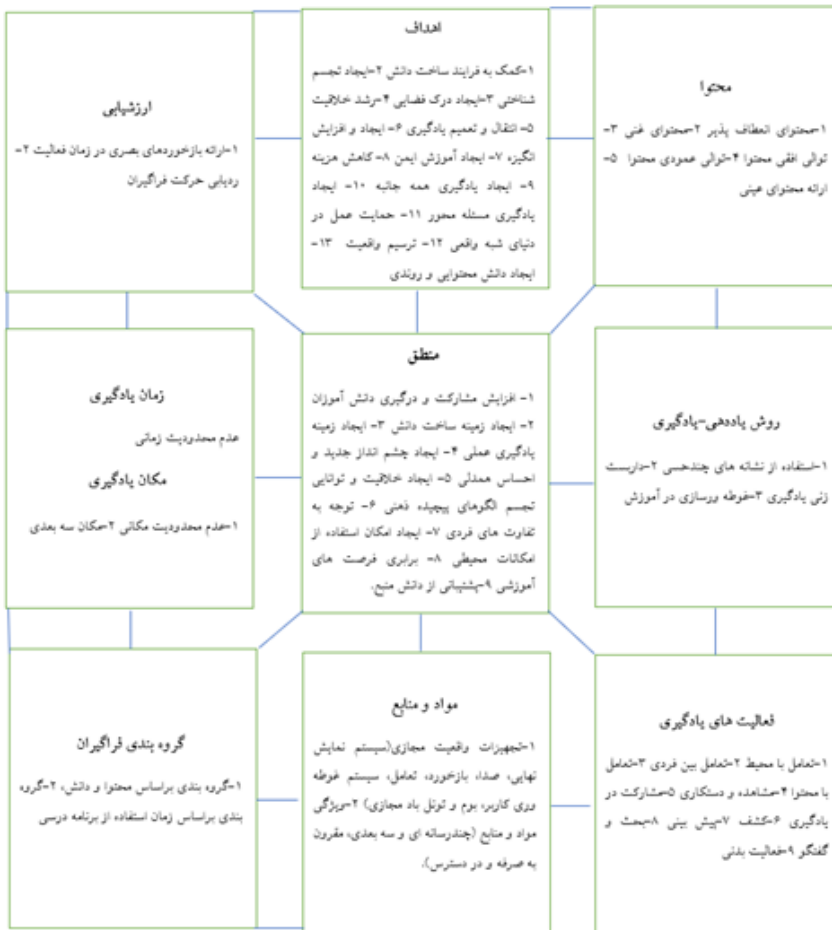 محتوا
۱-محتوای انعطاف پذیر ۲-محتوای غنی ۳-
توالی افقی محتوا ۴-توالی عمودی محتوا ۵-
ارائه محتوای عینی
اهداف
۱-کمک به فرایند ساخت دانش ۲-ایجاد تجسم
شناختی ۳-ایجاد درک فضایی ۴-رشد خلاقیت
۵- انتقال و تعمیم یادگیری ۶- ایجاد و افزایش
انگیزه ۷- ایجاد آموزش ایمن ۸- کاهش هزینه
۹- ایجاد یادگیری همه جانبه ۱۰- ایجاد
یادگیری مسئله محور ۱۱- حمایت عمل در
دنیای شبه واقعی ۱۲- ترسیم واقعیت ۱۳-
ایجاد دانش محتوایی و روندی
ارزشیابی
۱-ارائه بازخوردهای بصری در زمان فعالیت ۲-
ردیابی حرکت فراگیران
روش یاددهی-یادگیری
۱-استفاده از نشانه های چندحسی ۲-داربست
زنی یادگیری ۳-غوطه ورسازی در آموزش
منطق
۱- افزایش مشارکت و درگیری دانش آموزان
۲- ایجاد زمینه ساخت دانش ۳- ایجاد زمینه
یادگیری عملی ۴- ایجاد چشم انداز جدید و
احساس همدلی ۵- ایجاد خلاقیت و توانایی
تجسم الگوهای پیچیده ذهنی ۶- توجه به
تفاوت های فردی ۷- ایجاد امکان استفاده از
امکانات محیطی ۸- برابری فرصت های
آموزشی ۹-پشتیبانی از دانش منبع.
زمان یادگیری
عدم محدودیت زمانی
مکان یادگیری
۱-عدم محدودیت مکانی ۲-مکان سه بعدی
فعالیت های یادگیری
۱-تعامل با محیط ۲-تعامل بین فردی ۳-تعامل
با محتوا ۴-مشاهده و دستکاری ۵-مشارکت در
یادگیری ۶-کشف ۷-پیش بینی ۸-بحث و
گفتگو ۹-فعالیت بدنی
مواد و منابع
۱-تجهیزات واقعیت مجازی(سیستم نمایش
نهایی، صدا، بازخورد، تعامل، سیستم غوطه
وری کاربر، بوم و تونل باد مجازی) ۲-ویژگی
مواد و منابع (چندرسانه ای و سه بعدی، مقرون
به صرفه و در دسترس).
گروه بندی فراگیران
۱-گروه بندی براساس محتوا و دانش، ۲-گروه
بندی براساس زمان استفاده از برنامه درسی